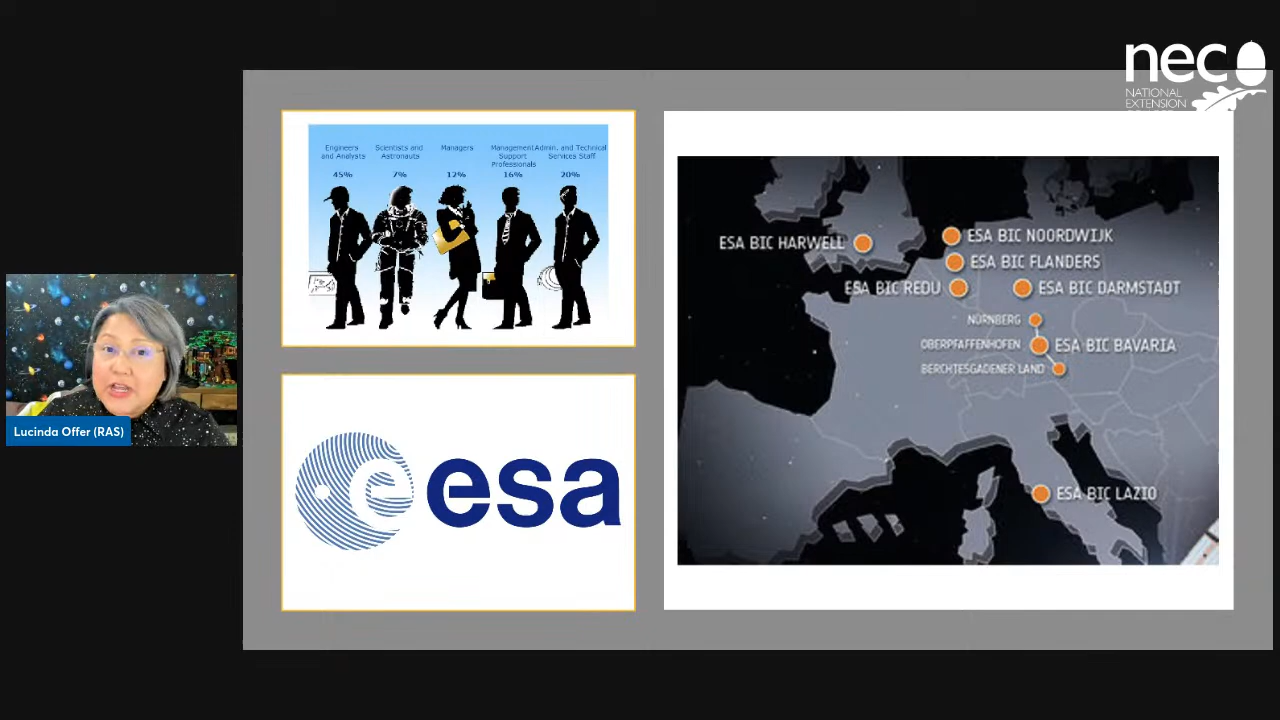 nec
NATIONAL
EXTENSION
Engineers
and Analysts
45%
Scientists and
Astronauts
7%
Managers
12%
Management
Support
Professionals
16%
Admin. and Technical
Services Staff
20%
esa
ESA BIC HARWELL
ESA BIC NOORDWIJK
ESA BIC FLANDERS
ESA BIC REDU
ESA BIC DARMSTADT
NÜRNBERG
OBERPFAFFENHOFEN
ESA BIC BAVARIA
BERCHTESGADENER LAND
ESA BIC LAZIO
Lucinda Offer (RAS)